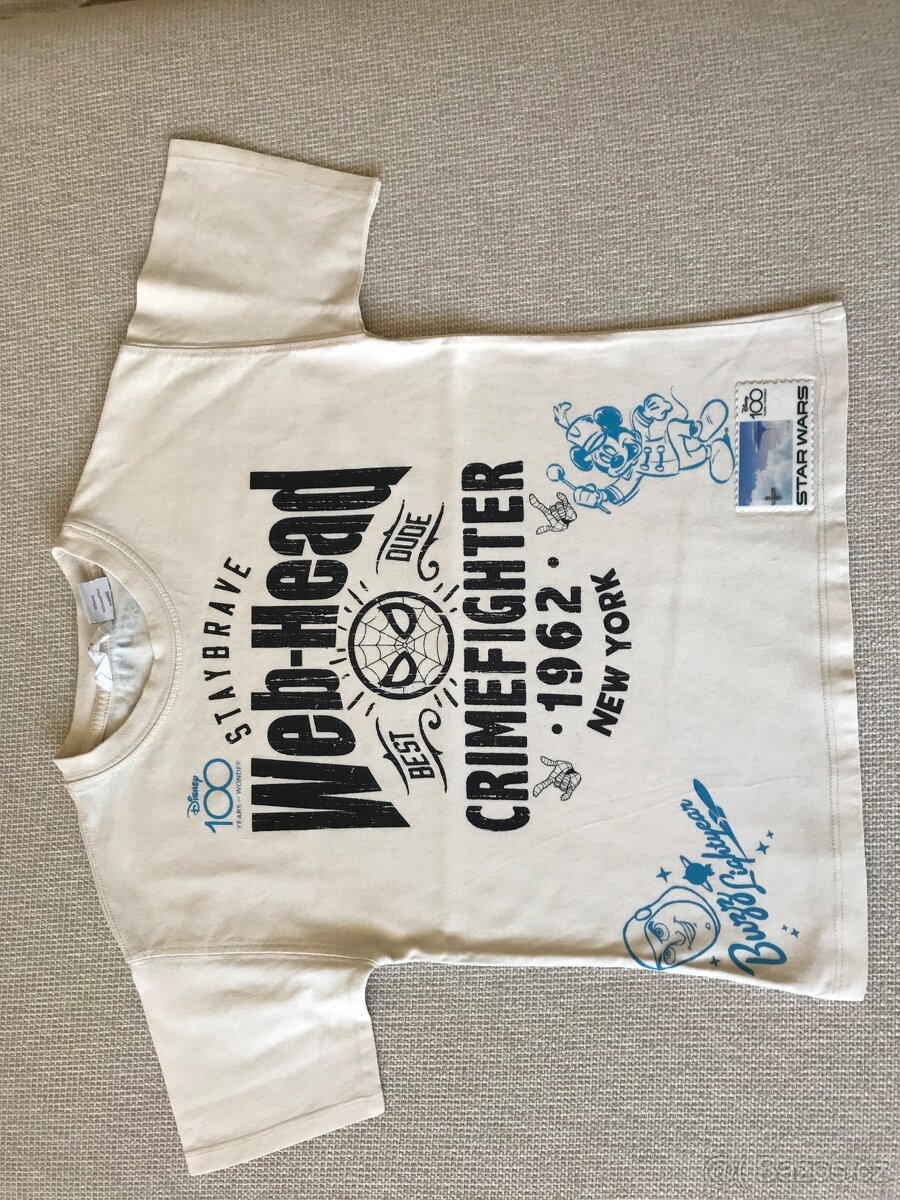 Disney
100
YEARS OF WONDER
STAYBRAVE
Web-Head
BEST DUDE
CRIMEFIGHTER
·1962·
NEW YORK
Buzz Lightyear
Disney
100
STAR WARS
Bazos.cz